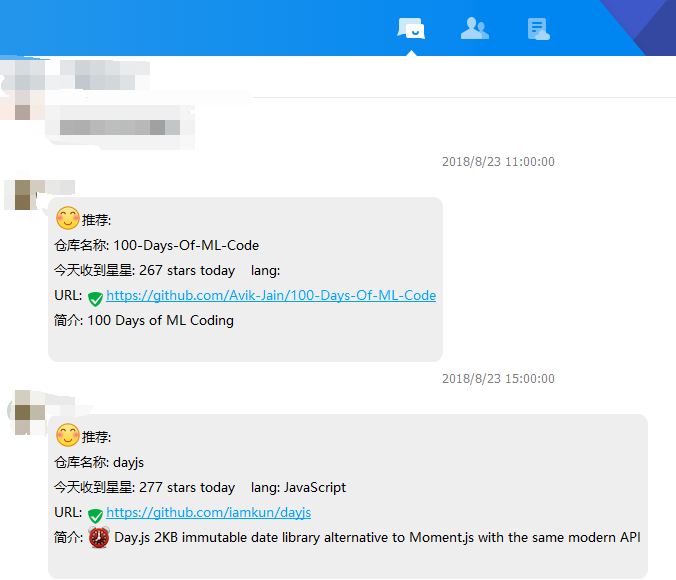 2018/8/23 11:00:00
推荐:
仓库名称: 100-Days-Of-ML-Code
今天收到星星: 267 stars today    lang:
URL: https://github.com/Avik-Jain/100-Days-Of-ML-Code
简介: 100 Days of ML Coding
2018/8/23 15:00:00
推荐:
仓库名称: dayjs
今天收到星星: 277 stars today    lang: JavaScript
URL: https://github.com/iamkun/dayjs
简介: Day.js 2KB immutable date library alternative to Moment.js with the same modern API